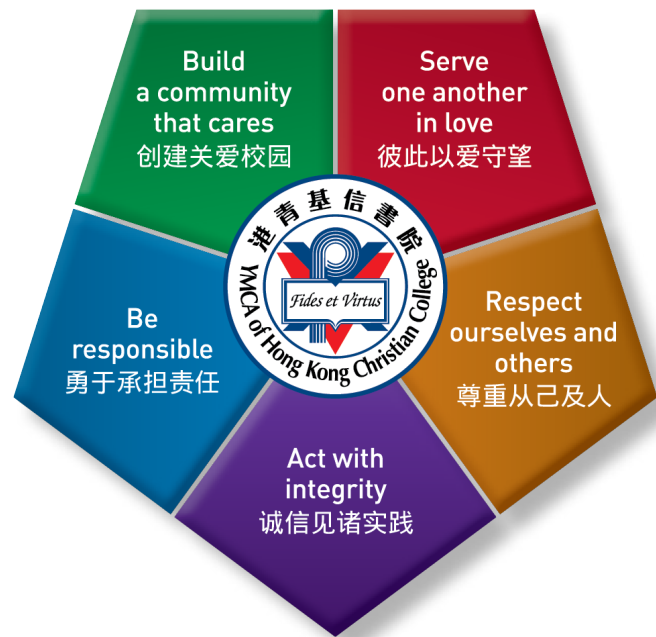 Build
a community
that cares
创建关爱校园
Serve
one another
in love
彼此以爱守望
港青基信書院
Fides et Virtus
YMCA of Hong Kong Christian College
Be
responsible
勇于承担责任
Respect
ourselves and
others
尊重从己及人
Act with
integrity
诚信见诸实践